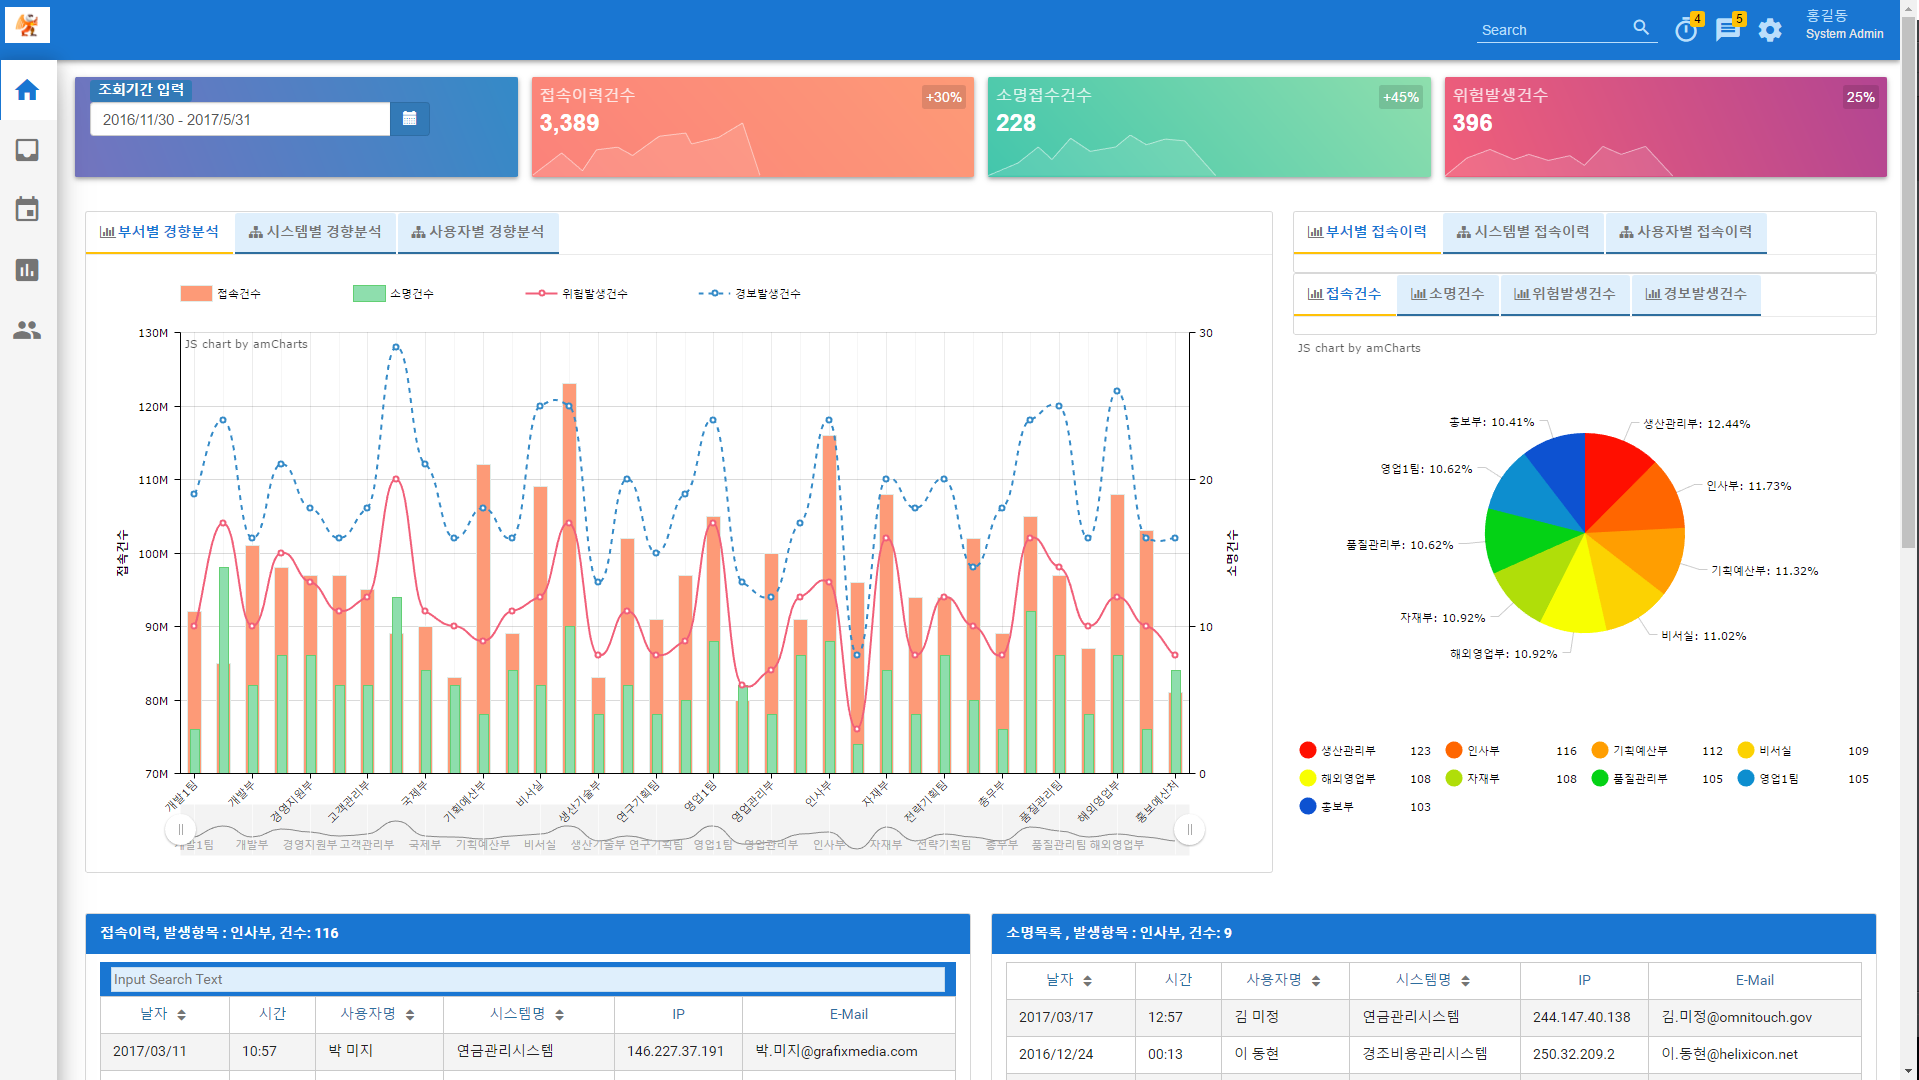 Search
4
5
홍길동
System Admin
조회기간 입력
2016/11/30 - 2017/5/31
접속이력건수
+30%
3,389
소명접수건수
+45%
228
위험발생건수
25%
396
부서별 경향분석
시스템별 경향분석
사용자별 경향분석
접속건수
소명건수
위험발생건수
경보발생건수
JS chart by amCharts
130M
120M
110M
100M
90M
80M
70M
접속건수
30
20
10
0
소명건수
개발1팀
개발부
경영지원부
고객관리부
국제부
기획예산부
비서실
생산기술부
연구기획팀
영업1팀
영업관리부
인사부
자재부
전략기획팀
총무부
품질관리팀
해외영업부
홍보예산처
개발1팀 개발부 경영지원부 고객관리부 국제부 기획예산부 비서실 생산기술부 연구기획팀 영업1팀 영업관리부 인사부 자재부 전략기획팀 총무부 품질관리팀 해외영업부
부서별 접속이력
시스템별 접속이력
사용자별 접속이력
접속건수
소명건수
위험발생건수
경보발생건수
JS chart by amCharts
홍보부: 10.41%
생산관리부: 12.44%
영업1팀: 10.62%
인사부: 11.73%
품질관리부: 10.62%
기획예산부: 11.32%
자재부: 10.92%
비서실: 11.02%
해외영업부: 10.92%
생산관리부 123
인사부 116
기획예산부 112
비서실 109
해외영업부 108
자재부 108
품질관리부 105
영업1팀 105
홍보부 103
접속이력, 발생항목 : 인사부, 건수: 116
Input Search Text
날자 시간 사용자명 시스템명 IP E-Mail
2017/03/11 10:57 박 미지 연금관리시스템 146.227.37.191 박.미지@grafixmedia.com
소명목록 , 발생항목 : 인사부, 건수: 9
날자 시간 사용자명 시스템명 IP E-Mail
2017/03/17 12:57 김 미정 연금관리시스템 244.147.40.138 김.미정@omnitouch.gov
2016/12/24 00:13 이 동현 경조비용관리시스템 250.32.209.2 이.동현@helixicon.net